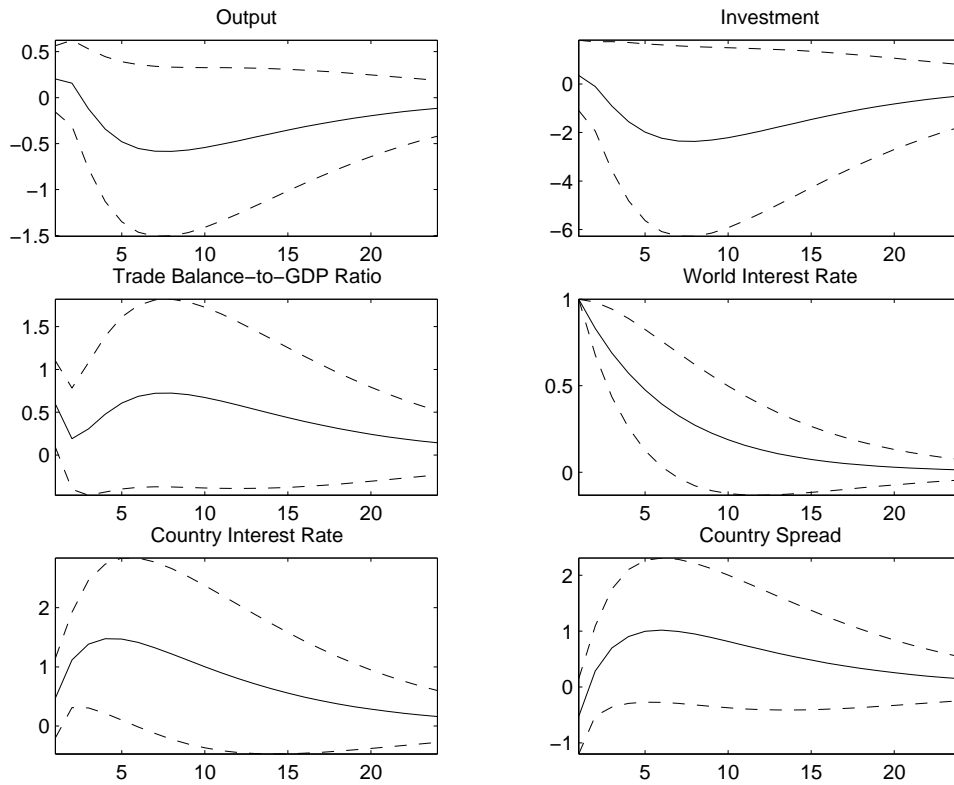 Output
0.5
0
−0.5
−1
−1.5
5 10 15 20
Investment
0
−2
−4
−6
5 10 15 20
Trade Balance−to−GDP Ratio
1.5
1
0.5
0
5 10 15 20
World Interest Rate
1
0.5
0
5 10 15 20
Country Interest Rate
2
1
0
5 10 15 20
Country Spread
2
1
0
−1
5 10 15 20